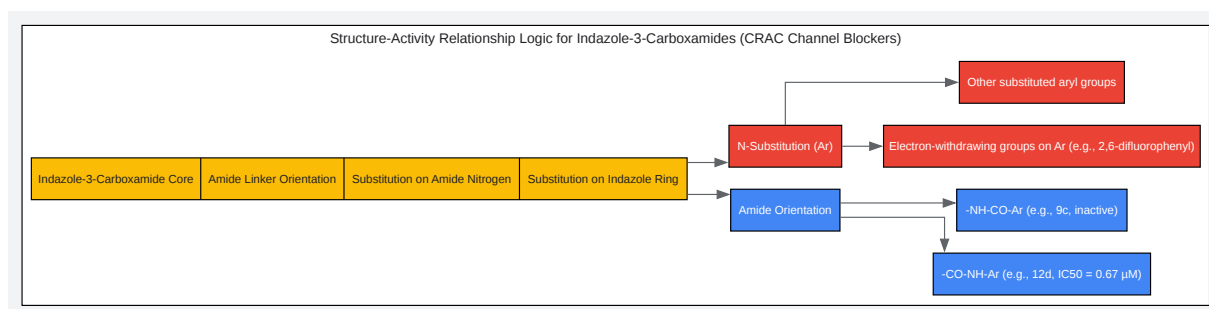 Structure-Activity Relationship Logic for Indazole-3-Carboxamides (CRAC Channel Blockers)
Other substituted aryl groups
N-Substitution (Ar)
Electron-withdrawing groups on Ar (e.g., 2,6-difluorophenyl)
Indazole-3-Carboxamide Core
Amide Linker Orientation
Substitution on Amide Nitrogen
Substitution on Indazole Ring
Amide Orientation
-NH-CO-Ar (e.g., 9c, inactive)
-CO-NH-Ar (e.g., 12d, IC50 = 0.67 μM)